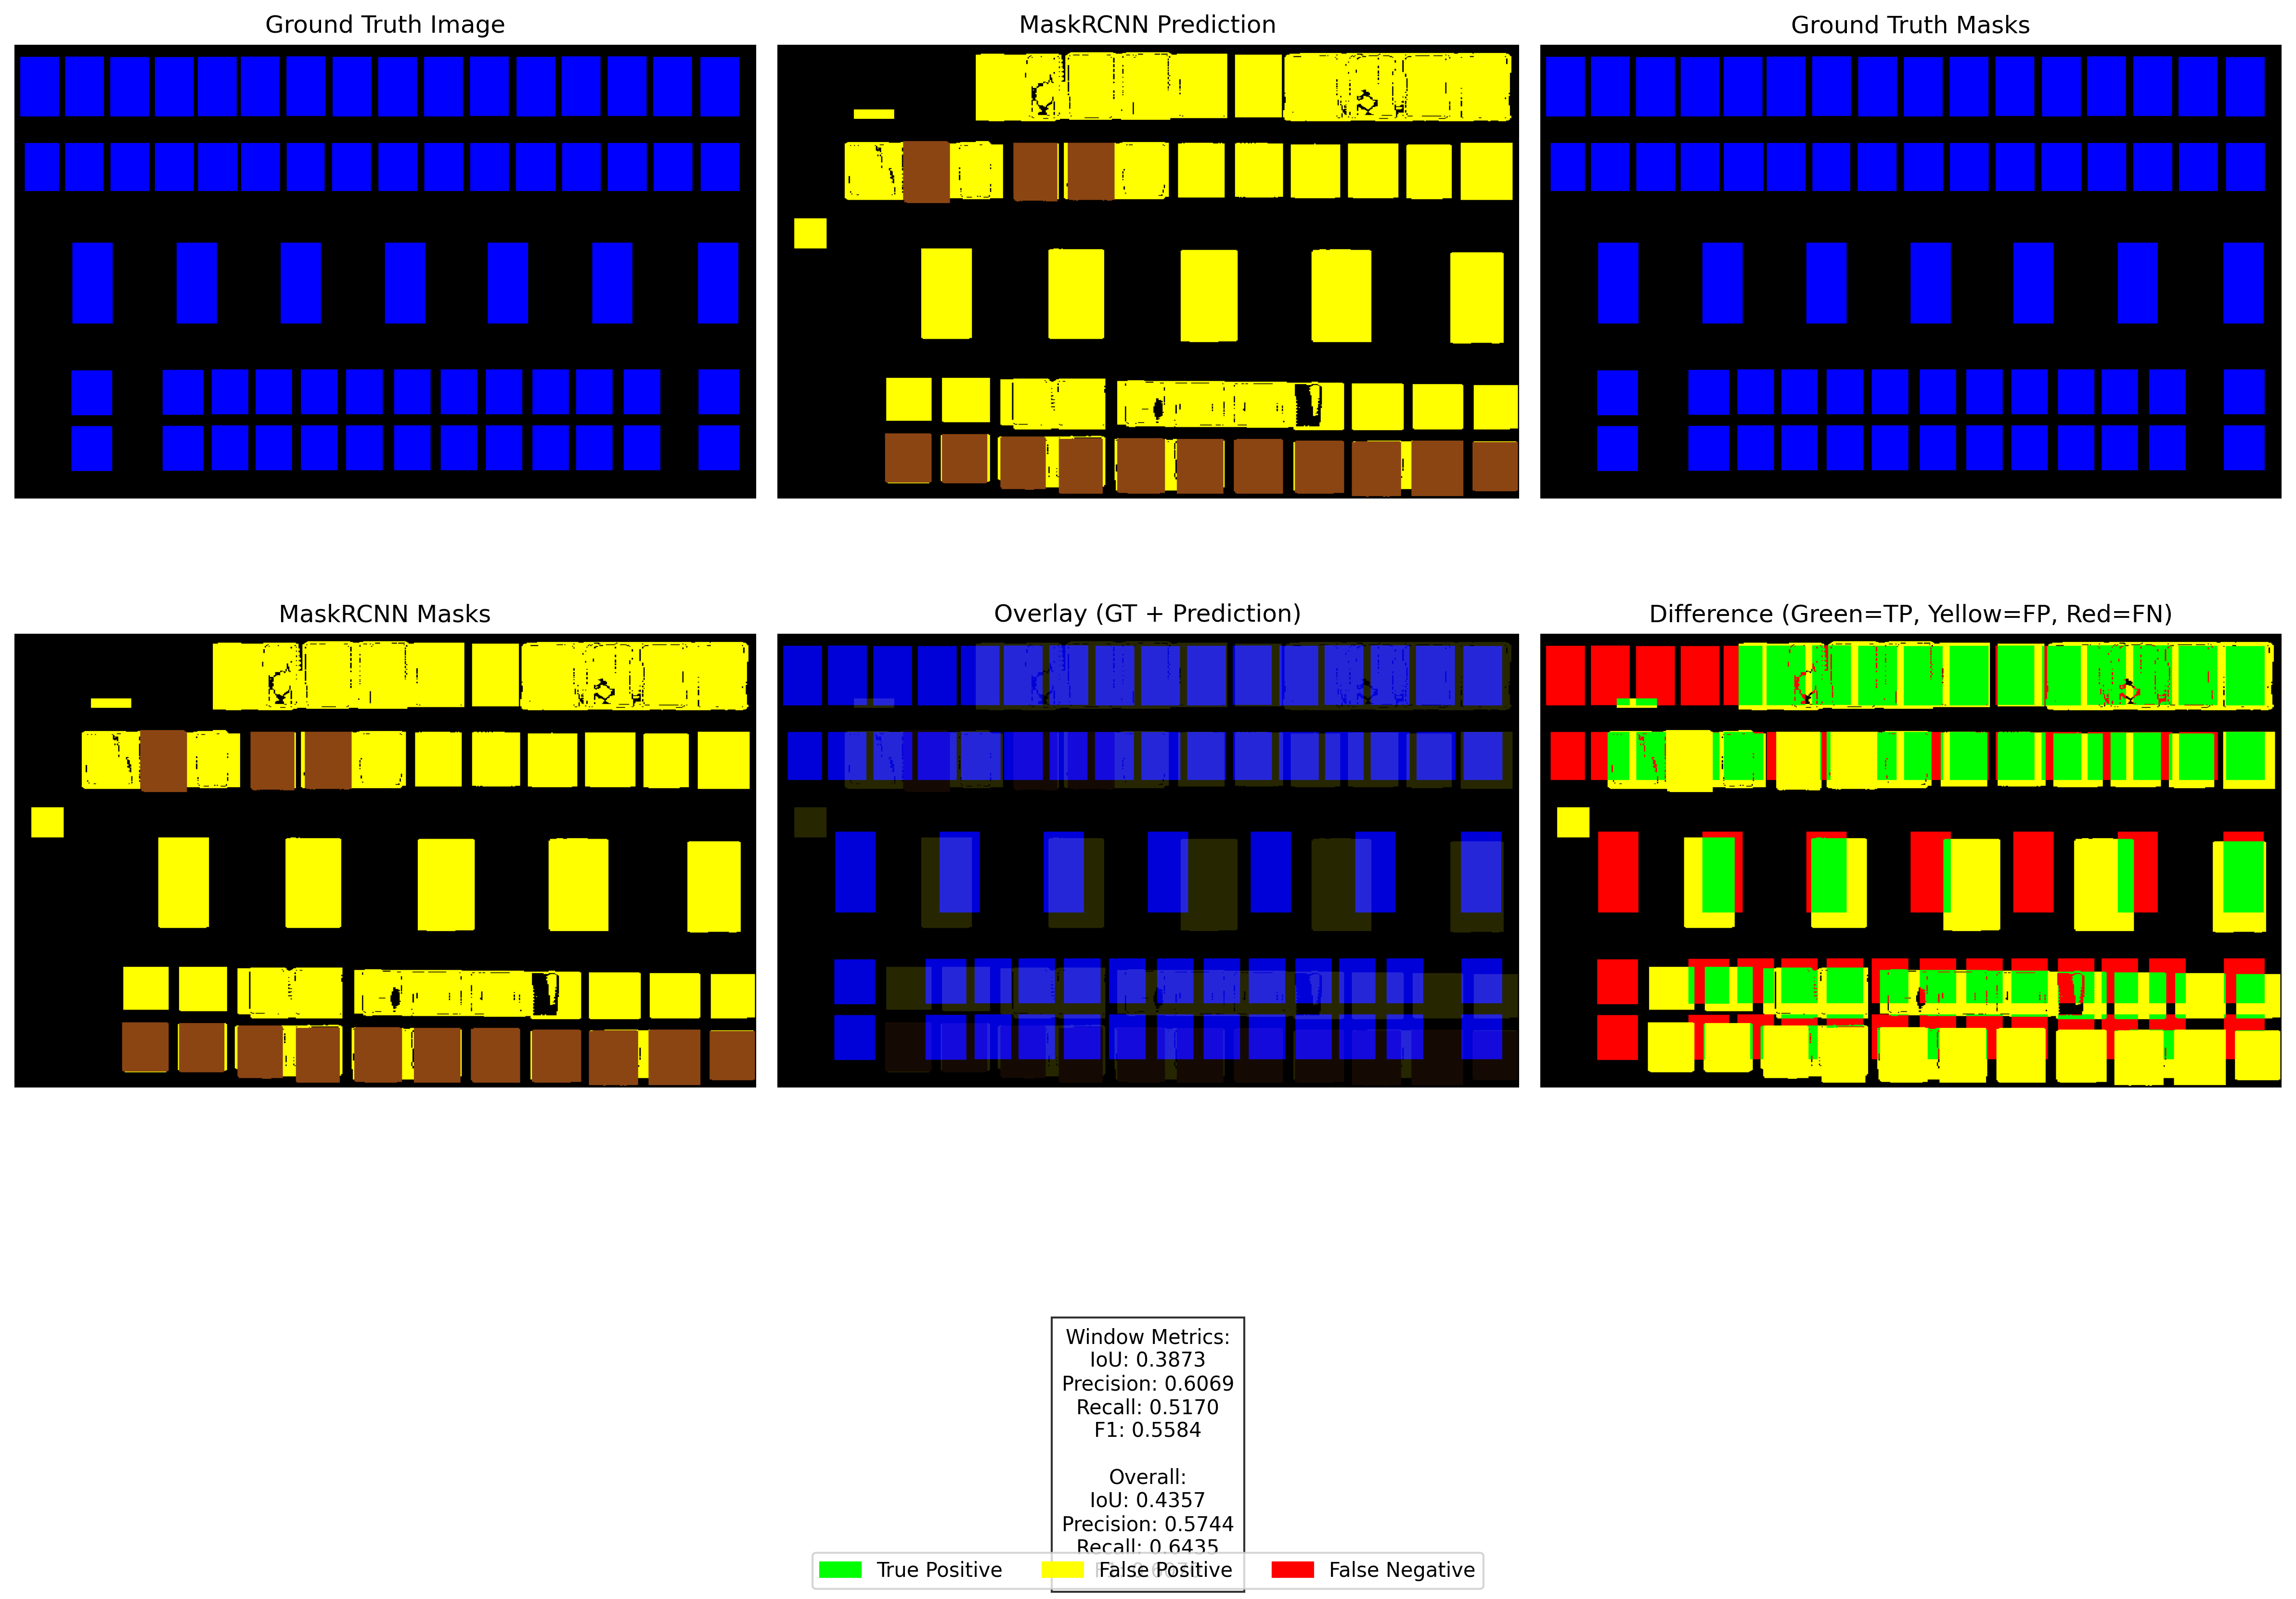 Ground Truth Image
MaskRCNN Prediction
Ground Truth Masks
MaskRCNN Masks
Overlay (GT + Prediction)
Difference (Green=TP, Yellow=FP, Red=FN)
Window Metrics:
IoU: 0.3873
Precision: 0.6069
Recall: 0.5170
F1: 0.5584
Overall:
IoU: 0.4357
Precision: 0.5744
Recall: 0.6435
True Positive
False Positive
False Negative